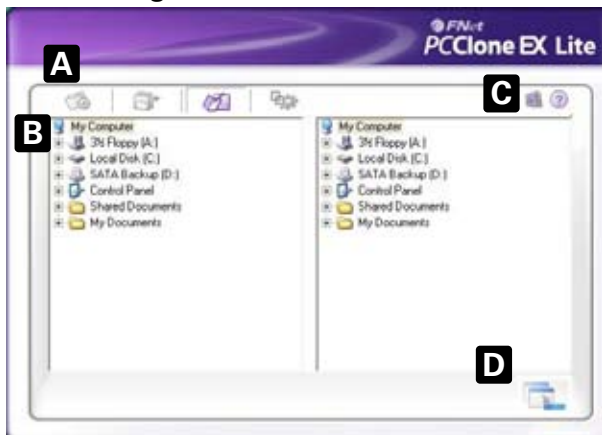 FNet
PCClone EX Lite
A
C
B
My Computer
3½ Floppy (A:)
Local Disk (C:)
SATA Backup (D:)
Control Panel
Shared Documents
My Documents
My Computer
3½ Floppy (A:)
Local Disk (C:)
SATA Backup (D:)
Control Panel
Shared Documents
My Documents
D